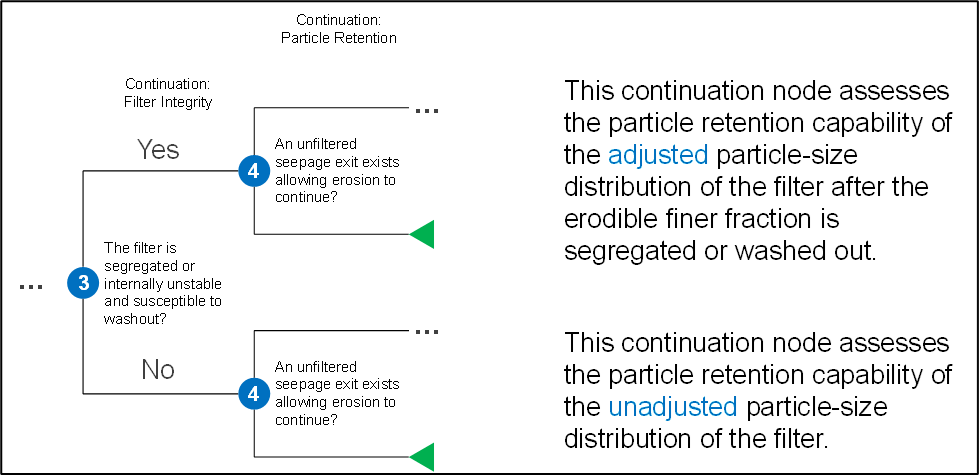 Continuation:
Particle Retention
Continuation:
Filter Integrity
Yes
...
4
An unfiltered
seepage exit exists
allowing erosion to
continue?
This continuation node assesses
the particle retention capability of
the adjusted particle-size
distribution of the filter after the
erodible finer fraction is
segregated or washed out.
...
3
The filter is
segregated or
internally unstable
and susceptible to
washout?
No
...
4
An unfiltered
seepage exit exists
allowing erosion to
continue?
This continuation node assesses
the particle retention capability of
the unadjusted particle-size
distribution of the filter.